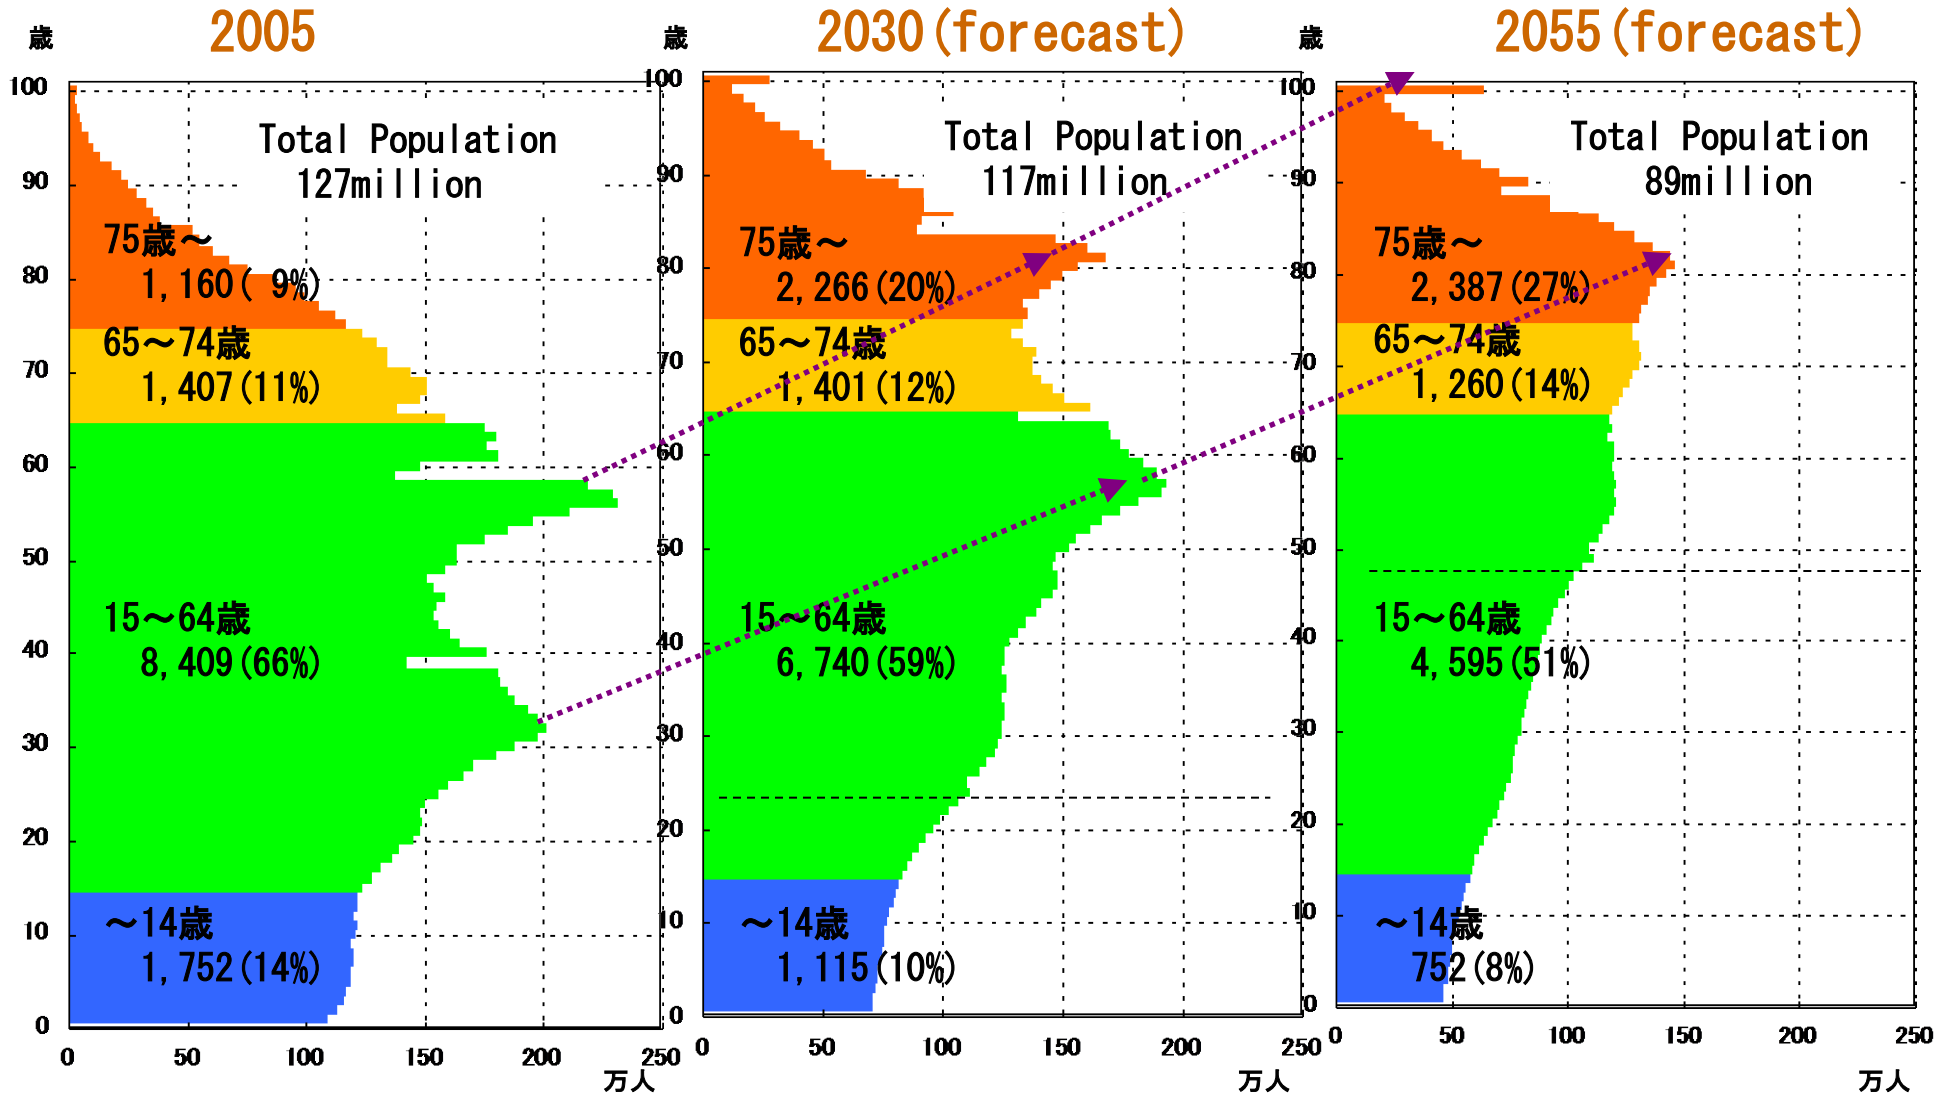 2005
歳
100
90
80
70
60
50
40
30
20
10
0
Total Population
127million
75歳～
1,160( 9%)
65～74歳
1,407(11%)
15～64歳
8,409(66%)
～14歳
1,752(14%)
0 50 100 150 200 250
万人
2030(forecast)
歳
100
90
80
70
60
50
40
30
20
10
0
Total Population
117million
75歳～
2,266(20%)
65～74歳
1,401(12%)
15～64歳
6,740(59%)
～14歳
1,115(10%)
0 50 100 150 200 250
万人
2055(forecast)
歳
100
90
80
70
60
50
40
30
20
10
0
Total Population
89million
75歳～
2,387(27%)
65～74歳
1,260(14%)
15～64歳
4,595(51%)
～14歳
752(8%)
0 50 100 150 200 250
万人